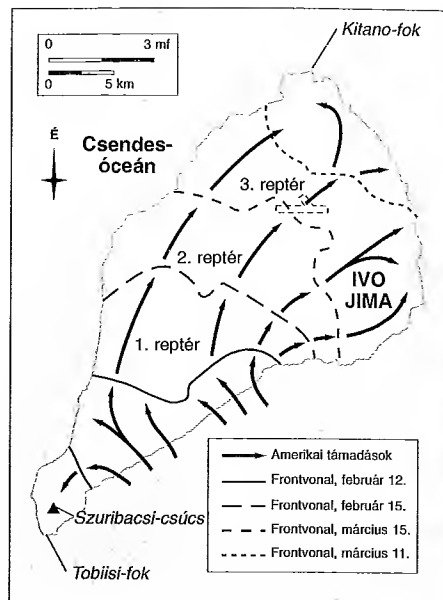 0 3 mf
0 5 km
Kitano-fok
É
Csendes-
óceán
3. reptér
2. reptér
IVO
JIMA
1. reptér
Amerikai támadások
Frontvonal, február 12.
Frontvonal, február 15.
Frontvonal, március 15.
Frontvonal, március 11.
Szuribacsi-csúcs
Tobiisi-fok